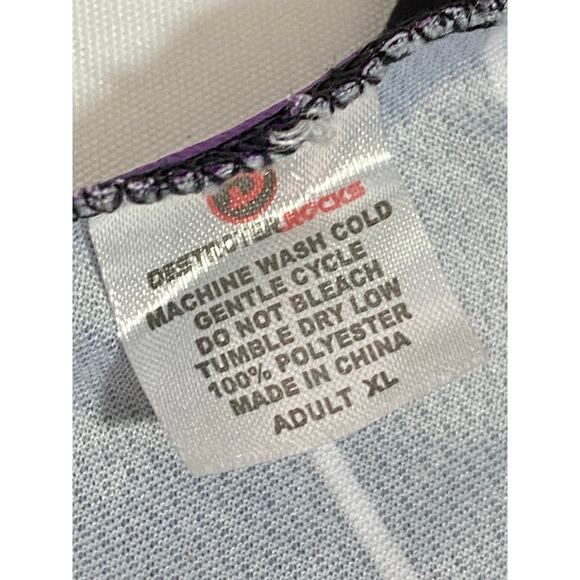 DESTROYER ROCKS
MACHINE WASH COLD
GENTLE CYCLE
DO NOT BLEACH
TUMBLE DRY LOW
100% POLYESTER
MADE IN CHINA
ADULT XL